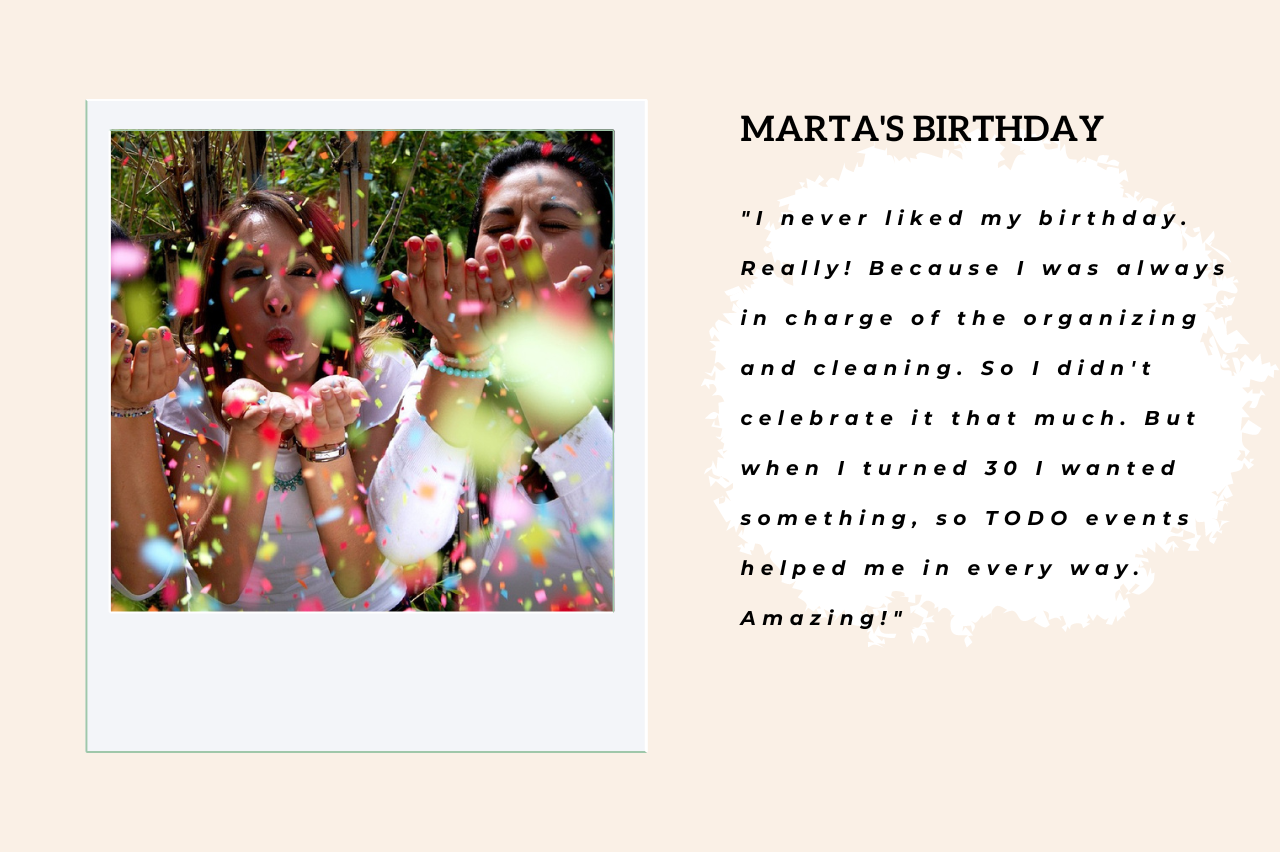 MARTA'S BIRTHDAY
"I never liked my birthday.
Really! Because I was always
in charge of the organizing
and cleaning. So I didn't
celebrate it that much. But
when I turned 30 I wanted
something, so TODO events
helped me in every way.
Amazing!"